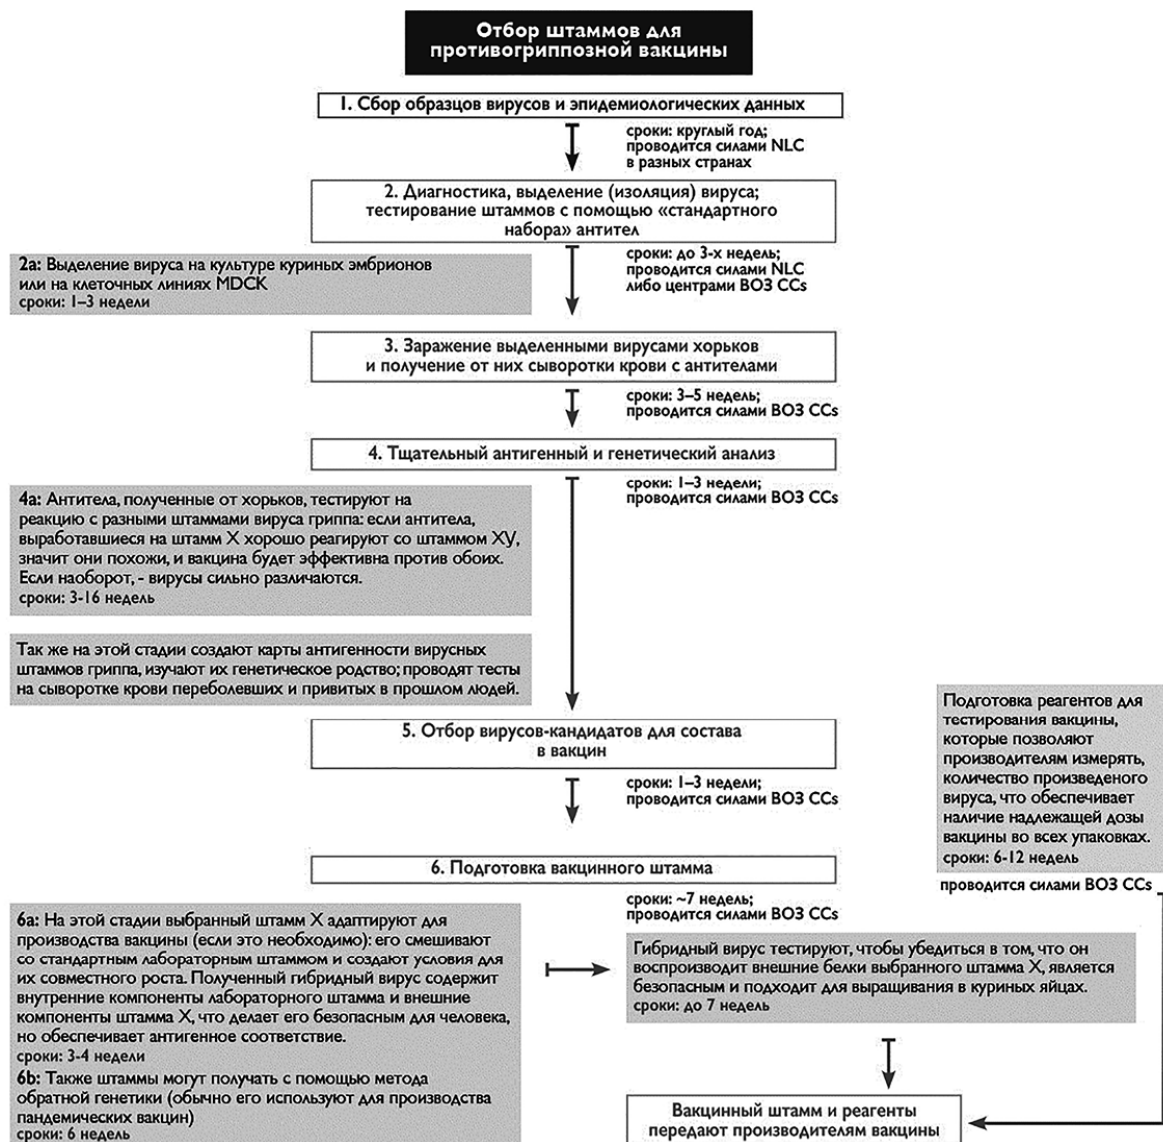 Отбор штаммов для
противогриппозной вакцины
1. Сбор образцов вирусов и эпидемиологических данных
сроки: круглый год;
проводится силами NLC
в разных странах
2. Диагностика, выделение (изоляция) вируса;
тестирование штаммов с помощью «стандартного
набора» антител
2a: Выделение вируса на культуре куриных эмбрионов
или на клеточных линиях MDCK
сроки: 1–3 недели
сроки: до 3-х недель;
проводится силами NLC
либо центрами ВОЗ CCs
3. Заражение выделенными вирусами хорьков
и получение от них сыворотки крови с антителами
сроки: 3–5 недель;
проводится силами ВОЗ CCs
4. Тщательный антигенный и генетический анализ
сроки: 1–3 недели;
проводится силами ВОЗ CCs
4a: Антитела, полученные от хорьков, тестируют на
реакцию с разными штаммами вируса гриппа: если антитела,
выработавшиеся на штамм X хорошо реагируют со штаммом XУ,
значит они похожи, и вакцина будет эффективна против обоих.
Если наоборот, - вирусы сильно различаются.
сроки: 3-16 недель
Так же на этой стадии создают карты антигенности вирусных
штаммов гриппа, изучают их генетическое родство; проводят тесты
на сыворотке крови переболевших и привитых в прошлом людей.
5. Отбор вирусов-кандидатов для состава
в вакцин
сроки: 1–3 недели;
проводится силами ВОЗ CCs
Подготовка реагентов для
тестирования вакцины,
которые позволяют
производителям измерять,
количество произведеного
вируса, что обеспечивает
наличие надлежащей дозы
вакцины во всех упаковках.
сроки: 6-12 недель
проводится силами ВОЗ CCs
6. Подготовка вакцинного штамма
сроки: ~7 недель;
проводится силами ВОЗ CCs
6a: На этой стадии выбранный штамм X адаптируют для
производства вакцины (если это необходимо): его смешивают
со стандартным лабораторным штаммом и создают условия для
их совместного роста. Полученный гибридный вирус содержит
внутренние компоненты лабораторного штамма и внешние
компоненты штамма X, что делает его безопасным для человека,
но обеспечивает антигенное соответствие.
сроки: 3-4 недели
6b: Также штаммы могут получать с помощью метода
обратной генетики (обычно его используют для производства
пандемических вакцин)
сроки: 6 недель
Гибридный вирус тестируют, чтобы убедиться в том, что он
воспроизводит внешние белки выбранного штамма X, является
безопасным и подходит для выращивания в куриных яйцах.
сроки: до 7 недель
Вакцинный штамм и реагенты
передают производителям вакцины